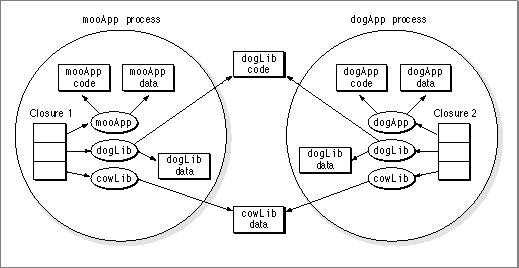 mooApp process
dogApp process
mooApp
code
mooApp
data
dogLib
code
dogApp
code
dogApp
data
Closure 1
mooApp
dogLib
cowLib
dogLib
data
dogApp
Closure 2
dogLib
cowLib
dogLib
data
cowLib
data